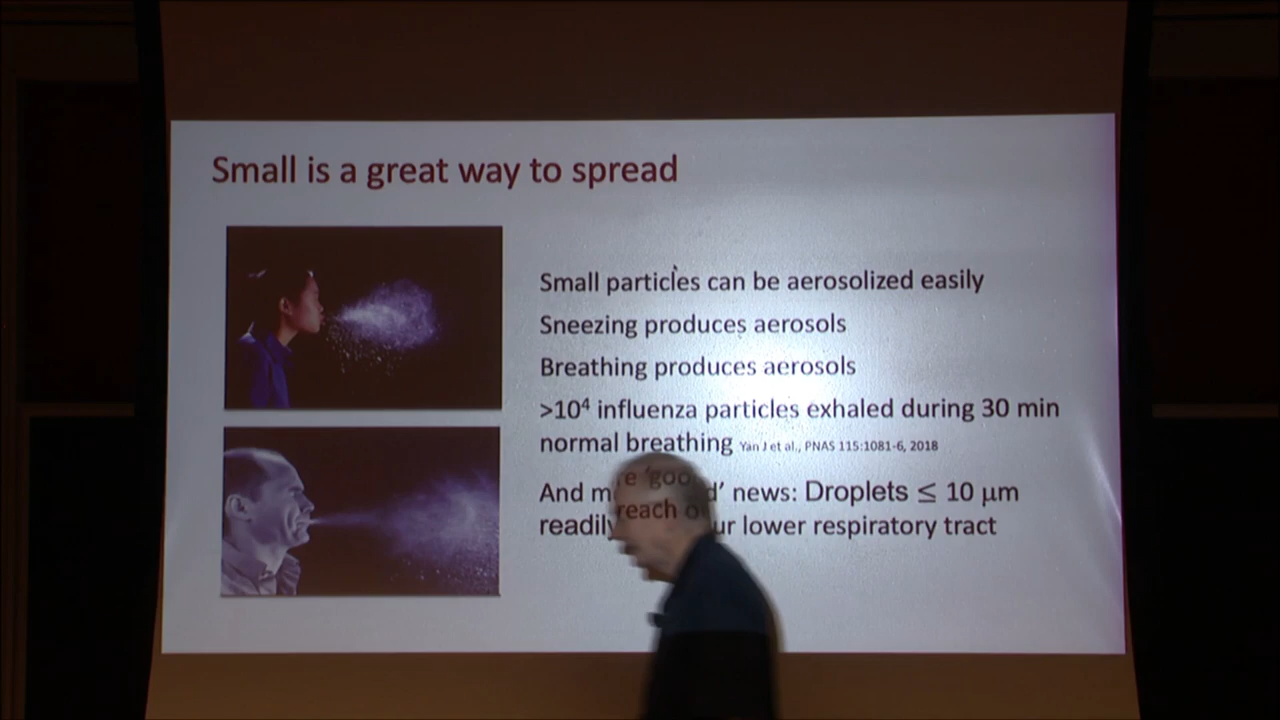 Small is a great way to spread
Small particles can be aerosolized easily
Sneezing produces aerosols
Breathing produces aerosols
>10⁴ influenza particles exhaled during 30 min
normal breathing Yan J et al., PNAS 115:1081-6, 2018
And more ‘good’ news: Droplets ≤ 10 μm
readily reach our lower respiratory tract